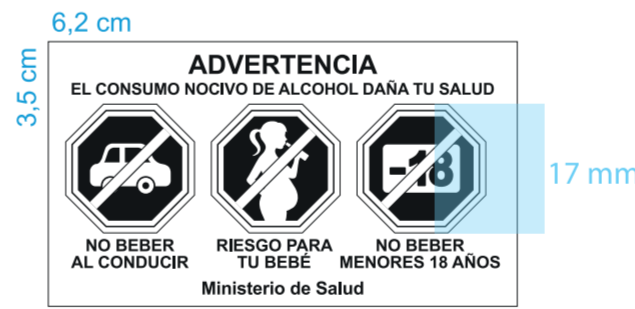 6,2 cm
3,5 cm
ADVERTENCIA
EL CONSUMO NOCIVO DE ALCOHOL DAÑA TU SALUD
-18
17 mm
NO BEBER
AL CONDUCIR
RIESGO PARA
TU BEBÉ
NO BEBER
MENORES 18 AÑOS
Ministerio de Salud